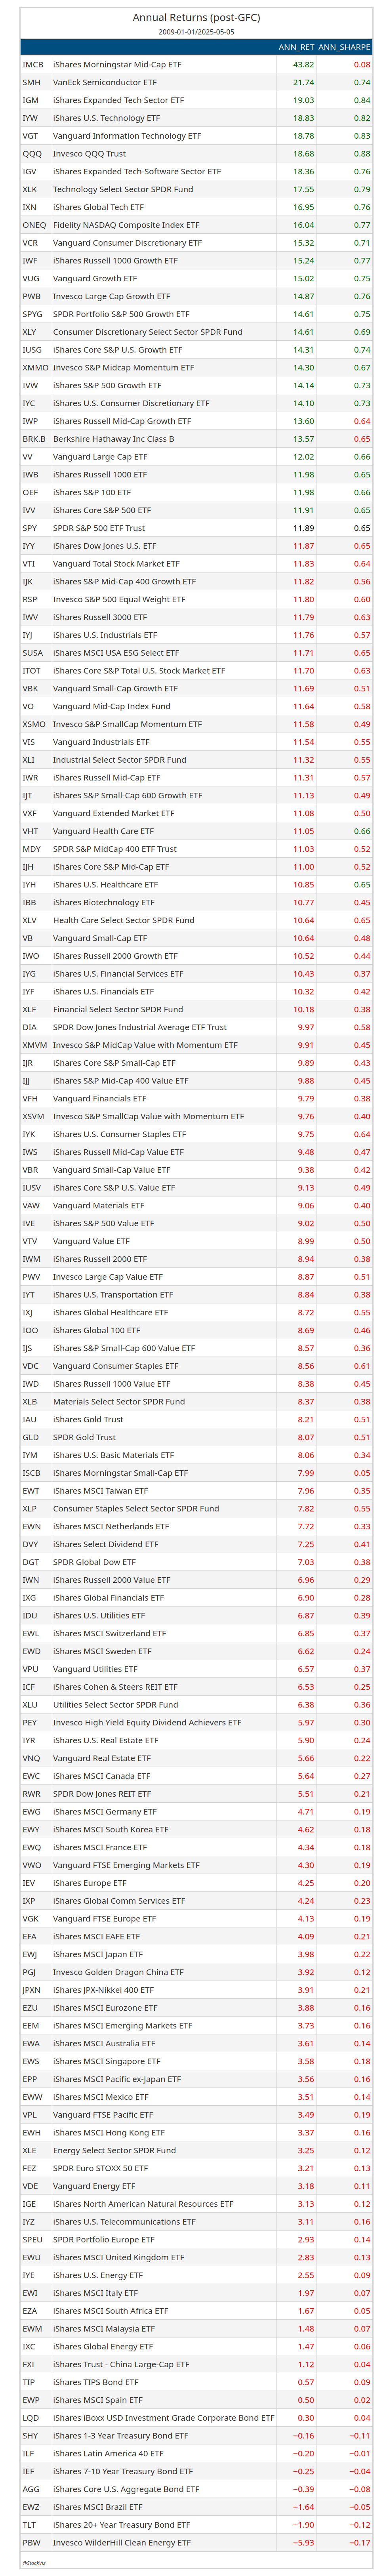 Annual Returns (post-GFC)
2009-01-01/2025-05-05
ANN_RET ANN_SHARPE
IMCB iShares Morningstar Mid-Cap ETF 43.82 0.08
SMH VanEck Semiconductor ETF 21.74 0.74
IGM iShares Expanded Tech Sector ETF 19.03 0.84
IYW iShares U.S. Technology ETF 18.83 0.82
VGT Vanguard Information Technology ETF 18.78 0.83
QQQ Invesco QQQ Trust 18.68 0.88
IGV iShares Expanded Tech-Software Sector ETF 18.36 0.76
XLK Technology Select Sector SPDR Fund 17.55 0.79
IXN iShares Global Tech ETF 16.95 0.76
ONEQ Fidelity NASDAQ Composite Index ETF 16.04 0.77
VCR Vanguard Consumer Discretionary ETF 15.32 0.71
IWF iShares Russell 1000 Growth ETF 15.24 0.77
VUG Vanguard Growth ETF 15.02 0.75
PWB Invesco Large Cap Growth ETF 14.87 0.76
SPYG SPDR Portfolio S&P 500 Growth ETF 14.61 0.75
XLY Consumer Discretionary Select Sector SPDR Fund 14.61 0.69
IUSG iShares Core S&P U.S. Growth ETF 14.31 0.74
XMMO Invesco S&P Midcap Momentum ETF 14.30 0.67
IVW iShares S&P 500 Growth ETF 14.14 0.73
IYC iShares U.S. Consumer Discretionary ETF 14.10 0.73
IWP iShares Russell Mid-Cap Growth ETF 13.60 0.64
BRK.B Berkshire Hathaway Inc Class B 13.57 0.65
VV Vanguard Large Cap ETF 12.02 0.66
IWB iShares Russell 1000 ETF 11.98 0.65
OEF iShares S&P 100 ETF 11.98 0.66
IVV iShares Core S&P 500 ETF 11.91 0.65
SPY SPDR S&P 500 ETF Trust 11.89 0.65
IYY iShares Dow Jones U.S. ETF 11.87 0.65
VTI Vanguard Total Stock Market ETF 11.83 0.64
IJK iShares S&P Mid-Cap 400 Growth ETF 11.82 0.56
RSP Invesco S&P 500 Equal Weight ETF 11.80 0.60
IWV iShares Russell 3000 ETF 11.79 0.63
IYJ iShares U.S. Industrials ETF 11.76 0.57
SUSA iShares MSCI USA ESG Select ETF 11.71 0.65
ITOT iShares Core S&P Total U.S. Stock Market ETF 11.70 0.63
VBK Vanguard Small-Cap Growth ETF 11.69 0.51
VO Vanguard Mid-Cap Index Fund 11.64 0.58
XSMO Invesco S&P SmallCap Momentum ETF 11.58 0.49
VIS Vanguard Industrials ETF 11.54 0.55
XLI Industrial Select Sector SPDR Fund 11.32 0.55
IWR iShares Russell Mid-Cap ETF 11.31 0.57
IJT iShares S&P Small-Cap 600 Growth ETF 11.13 0.49
VXF Vanguard Extended Market ETF 11.08 0.50
VHT Vanguard Health Care ETF 11.05 0.66
MDY SPDR S&P MidCap 400 ETF Trust 11.03 0.52
IJH iShares Core S&P Mid-Cap ETF 11.00 0.52
IYH iShares U.S. Healthcare ETF 10.85 0.65
IBB iShares Biotechnology ETF 10.77 0.45
XLV Health Care Select Sector SPDR Fund 10.64 0.65
VB Vanguard Small-Cap ETF 10.64 0.48
IWO iShares Russell 2000 Growth ETF 10.52 0.44
IYG iShares U.S. Financial Services ETF 10.43 0.37
IYF iShares U.S. Financials ETF 10.32 0.42
XLF Financial Select Sector SPDR Fund 10.18 0.38
DIA SPDR Dow Jones Industrial Average ETF Trust 9.97 0.58
XMVM Invesco S&P MidCap Value with Momentum ETF 9.91 0.45
IJR iShares Core S&P Small-Cap ETF 9.89 0.43
IJJ iShares S&P Mid-Cap 400 Value ETF 9.88 0.45
VFH Vanguard Financials ETF 9.79 0.38
XSVM Invesco S&P SmallCap Value with Momentum ETF 9.76 0.40
IYK iShares U.S. Consumer Staples ETF 9.75 0.64
IWS iShares Russell Mid-Cap Value ETF 9.48 0.47
VBR Vanguard Small-Cap Value ETF 9.38 0.42
IUSV iShares Core S&P U.S. Value ETF 9.13 0.49
VAW Vanguard Materials ETF 9.06 0.40
IVE iShares S&P 500 Value ETF 9.02 0.50
VTV Vanguard Value ETF 8.99 0.50
IWM iShares Russell 2000 ETF 8.94 0.38
PWV Invesco Large Cap Value ETF 8.87 0.51
IYT iShares U.S. Transportation ETF 8.84 0.38
IXJ iShares Global Healthcare ETF 8.72 0.55
IOO iShares Global 100 ETF 8.69 0.46
IJS iShares S&P Small-Cap 600 Value ETF 8.57 0.36
VDC Vanguard Consumer Staples ETF 8.56 0.61
IWD iShares Russell 1000 Value ETF 8.38 0.45
XLB Materials Select Sector SPDR Fund 8.37 0.38
IAU iShares Gold Trust 8.21 0.51
GLD SPDR Gold Trust 8.07 0.51
IYM iShares U.S. Basic Materials ETF 8.06 0.34
ISCB iShares Morningstar Small-Cap ETF 7.99 0.05
EWT iShares MSCI Taiwan ETF 7.96 0.35
XLP Consumer Staples Select Sector SPDR Fund 7.82 0.55
EWN iShares MSCI Netherlands ETF 7.72 0.33
DVY iShares Select Dividend ETF 7.25 0.41
DGT SPDR Global Dow ETF 7.03 0.38
IWN iShares Russell 2000 Value ETF 6.96 0.29
IXG iShares Global Financials ETF 6.90 0.28
IDU iShares U.S. Utilities ETF 6.87 0.39
EWL iShares MSCI Switzerland ETF 6.85 0.37
EWD iShares MSCI Sweden ETF 6.62 0.24
VPU Vanguard Utilities ETF 6.57 0.37
ICF iShares Cohen & Steers REIT ETF 6.53 0.25
XLU Utilities Select Sector SPDR Fund 6.38 0.36
PEY Invesco High Yield Equity Dividend Achievers ETF 5.97 0.30
IYR iShares U.S. Real Estate ETF 5.90 0.24
VNQ Vanguard Real Estate ETF 5.66 0.22
EWC iShares MSCI Canada ETF 5.64 0.27
RWR SPDR Dow Jones REIT ETF 5.51 0.21
EWG iShares MSCI Germany ETF 4.71 0.19
EWY iShares MSCI South Korea ETF 4.62 0.18
EWQ iShares MSCI France ETF 4.34 0.18
VWO Vanguard FTSE Emerging Markets ETF 4.30 0.19
IEV iShares Europe ETF 4.25 0.20
IXP iShares Global Comm Services ETF 4.24 0.23
VGK Vanguard FTSE Europe ETF 4.13 0.19
EFA iShares MSCI EAFE ETF 4.09 0.21
EWJ iShares MSCI Japan ETF 3.98 0.22
PGJ Invesco Golden Dragon China ETF 3.92 0.12
JPXN iShares JPX-Nikkei 400 ETF 3.91 0.21
EZU iShares MSCI Eurozone ETF 3.88 0.16
EEM iShares MSCI Emerging Markets ETF 3.73 0.16
EWA iShares MSCI Australia ETF 3.61 0.14
EWS iShares MSCI Singapore ETF 3.58 0.18
EPP iShares MSCI Pacific ex-Japan ETF 3.56 0.16
EWW iShares MSCI Mexico ETF 3.51 0.14
VPL Vanguard FTSE Pacific ETF 3.49 0.19
EWH iShares MSCI Hong Kong ETF 3.37 0.16
XLE Energy Select Sector SPDR Fund 3.25 0.12
FEZ SPDR Euro STOXX 50 ETF 3.21 0.13
VDE Vanguard Energy ETF 3.18 0.11
IGE iShares North American Natural Resources ETF 3.13 0.12
IYZ iShares U.S. Telecommunications ETF 3.11 0.16
SPEU SPDR Portfolio Europe ETF 2.93 0.14
EWU iShares MSCI United Kingdom ETF 2.83 0.13
IYE iShares U.S. Energy ETF 2.55 0.09
EWI iShares MSCI Italy ETF 1.97 0.07
EZA iShares MSCI South Africa ETF 1.67 0.05
EWM iShares MSCI Malaysia ETF 1.48 0.07
IXC iShares Global Energy ETF 1.47 0.06
FXI iShares Trust - China Large-Cap ETF 1.12 0.04
TIP iShares TIPS Bond ETF 0.57 0.09
EWP iShares MSCI Spain ETF 0.50 0.02
LQD iShares iBoxx USD Investment Grade Corporate Bond ETF 0.30 0.04
SHY iShares 1-3 Year Treasury Bond ETF −0.16 −0.11
ILF iShares Latin America 40 ETF −0.20 −0.01
IEF iShares 7-10 Year Treasury Bond ETF −0.25 −0.04
AGG iShares Core U.S. Aggregate Bond ETF −0.39 −0.08
EWZ iShares MSCI Brazil ETF −1.64 −0.05
TLT iShares 20+ Year Treasury Bond ETF −1.90 −0.12
PBW Invesco WilderHill Clean Energy ETF −5.93 −0.17
@StockViz